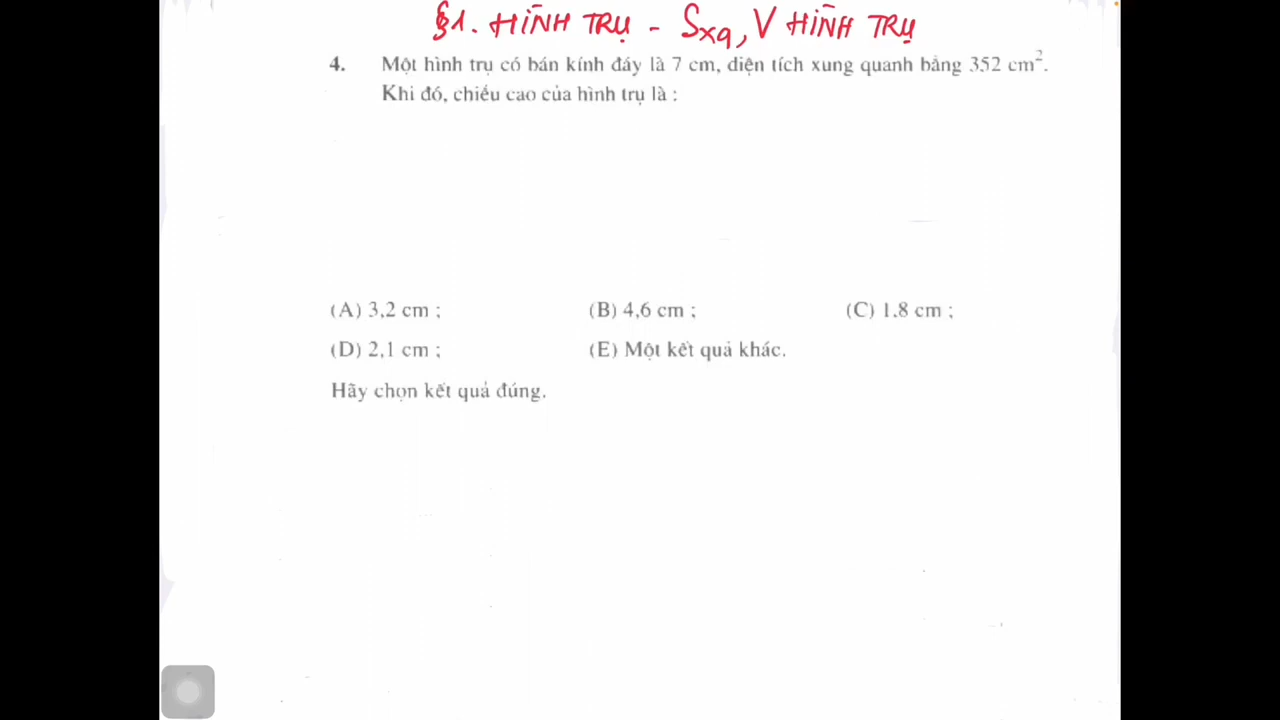 §1. HÌNH TRỤ - Sxq, V HÌNH TRỤ
4. Một hình trụ có bán kính đáy là 7 cm, diện tích xung quanh bằng 352 cm².
Khi đó, chiều cao của hình trụ là :
(A) 3,2 cm ; (B) 4,6 cm ; (C) 1.8 cm ;
(D) 2,1 cm ; (E) Một kết quả khác.
Hãy chọn kết quả đúng.